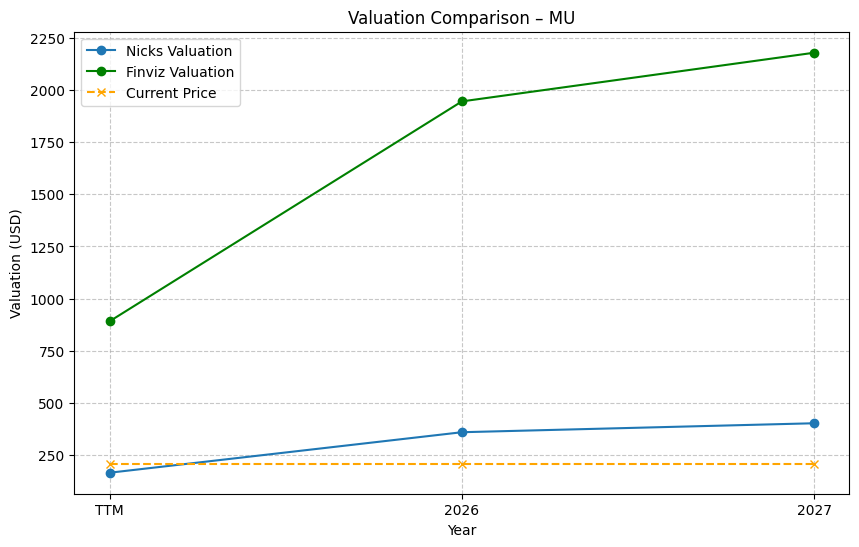 Valuation Comparison – MU
Nicks Valuation
Finviz Valuation
Current Price
Valuation (USD)
2250
2000
1750
1500
1250
1000
750
500
250
TTM
2026
2027
Year